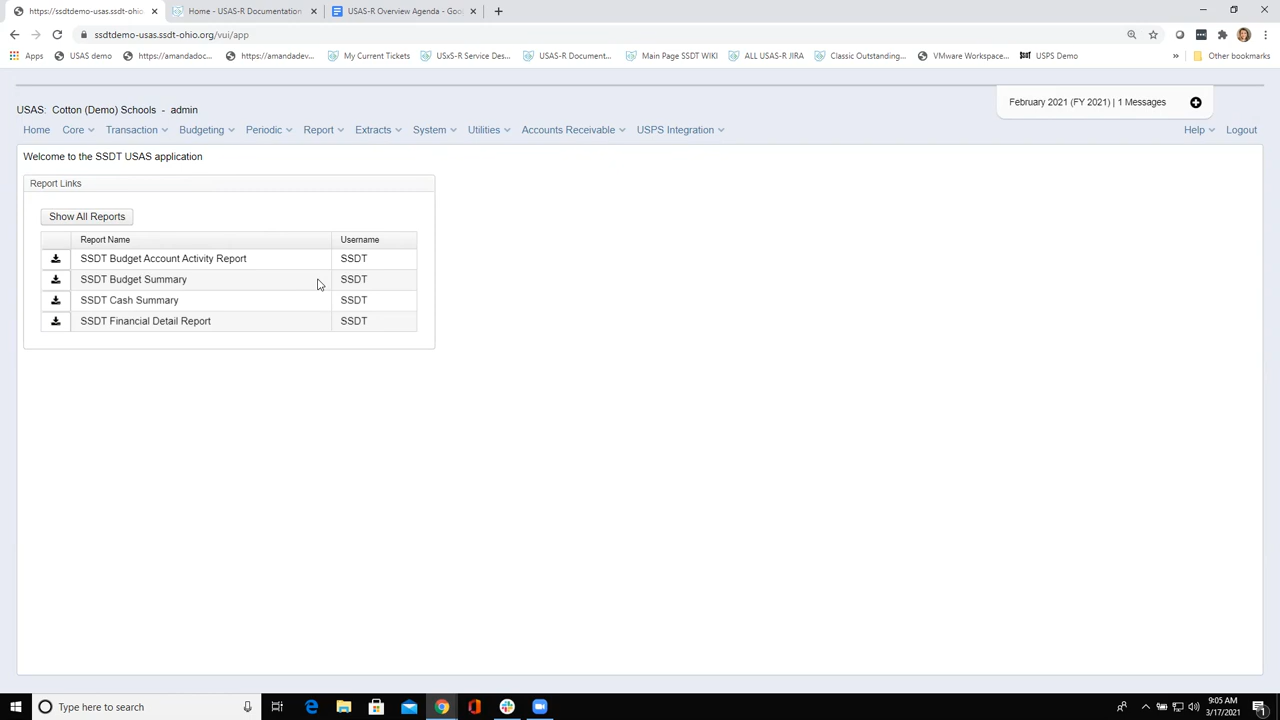 https://ssdtdemo-usas.ssdt-ohio.
Home - USAS-R Documentation
USAS-R Overview Agenda - Goo
ssdtdemo-usas.ssdt-ohio.org/vui/app
Apps
USAS demo
https://amandadoc...
https://amandadev...
My Current Tickets
USxS-R Service Des...
USAS-R Document...
Main Page SSDT WIKI
ALL USAS-R JIRA
Classic Outstanding...
VMware Workspace...
USPS Demo
»
Other bookmarks
USAS: Cotton (Demo) Schools - admin
February 2021 (FY 2021) | 1 Messages
Home Core Transaction Budgeting Periodic Report Extracts System Utilities Accounts Receivable USPS Integration Help Logout
Welcome to the SSDT USAS application
Report Links
Show All Reports
Report Name Username
SSDT Budget Account Activity Report SSDT
SSDT Budget Summary SSDT
SSDT Cash Summary SSDT
SSDT Financial Detail Report SSDT
Type here to search
9:05 AM
3/17/2021
1